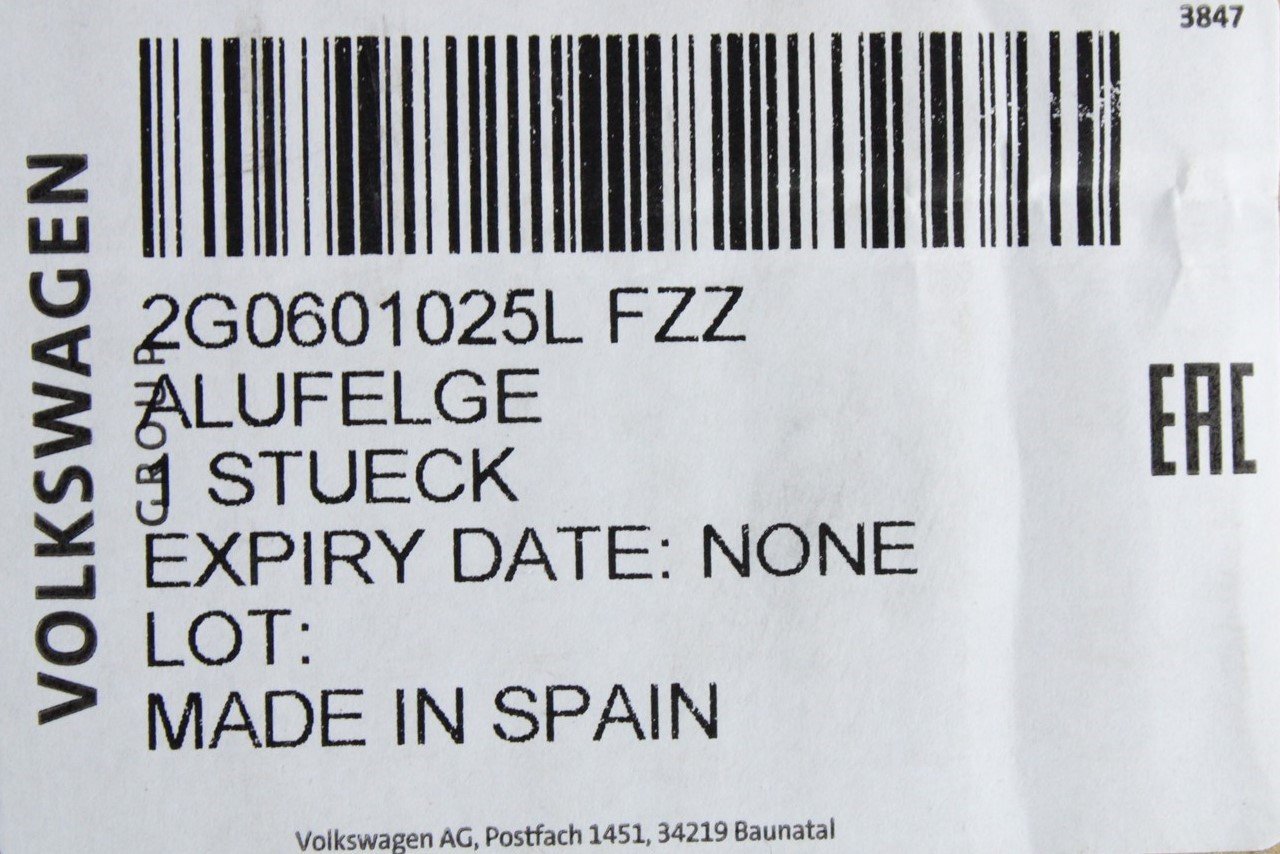 3847
VOLKSWAGEN
GROUP
2G0601025L FZZ
ALUFELGE
1 STUECK
EXPIRY DATE: NONE
LOT:
MADE IN SPAIN
EAC
Volkswagen AG, Postfach 1451, 34219 Baunatal